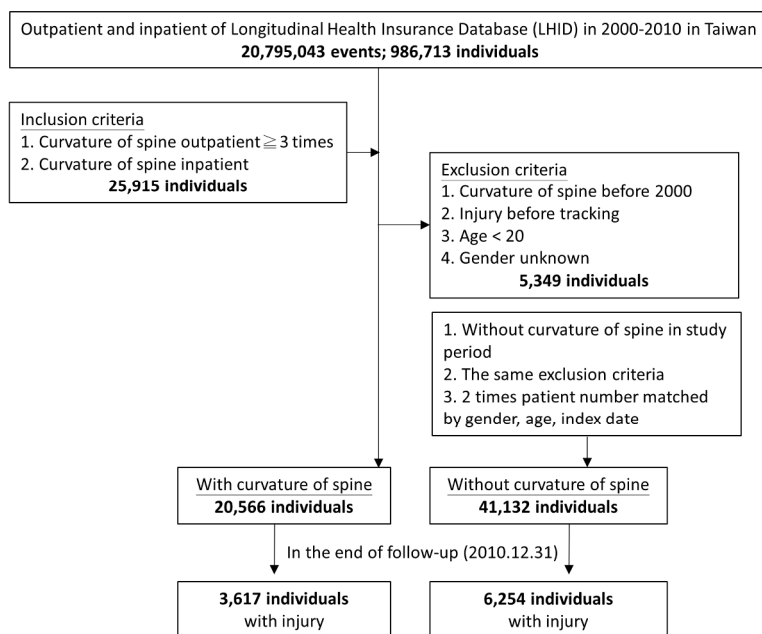 Outpatient and inpatient of Longitudinal Health Insurance Database (LHID) in 2000-2010 in Taiwan
20,795,043 events; 986,713 individuals
Inclusion criteria
1. Curvature of spine outpatient≧3 times
2. Curvature of spine inpatient
25,915 individuals
Exclusion criteria
1. Curvature of spine before 2000
2. Injury before tracking
3. Age < 20
4. Gender unknown
5,349 individuals
1. Without curvature of spine in study
period
2. The same exclusion criteria
3. 2 times patient number matched
by gender, age, index date
With curvature of spine
20,566 individuals
Without curvature of spine
41,132 individuals
In the end of follow-up (2010.12.31)
3,617 individuals
with injury
6,254 individuals
with injury